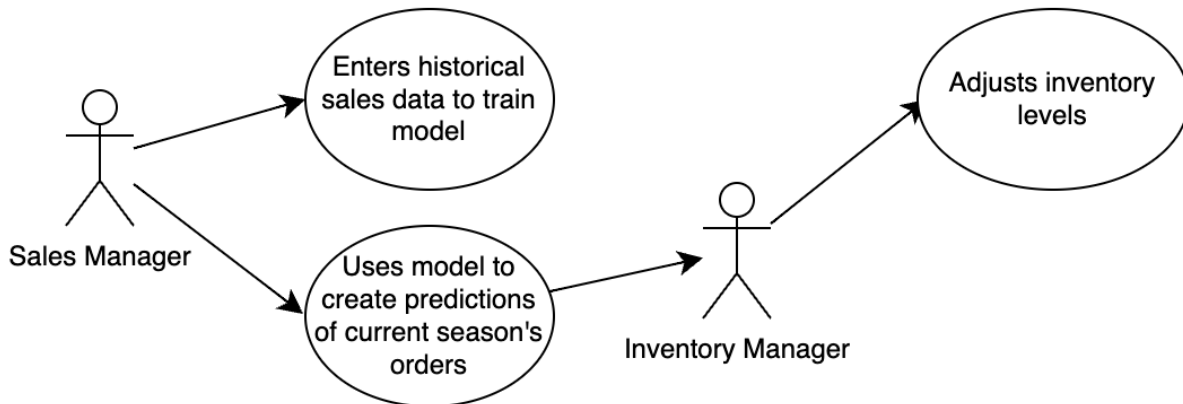 Enters historical
sales data to train
model
Adjusts inventory
levels
Sales Manager
Uses model to
create predictions
of current season's
orders
Inventory Manager